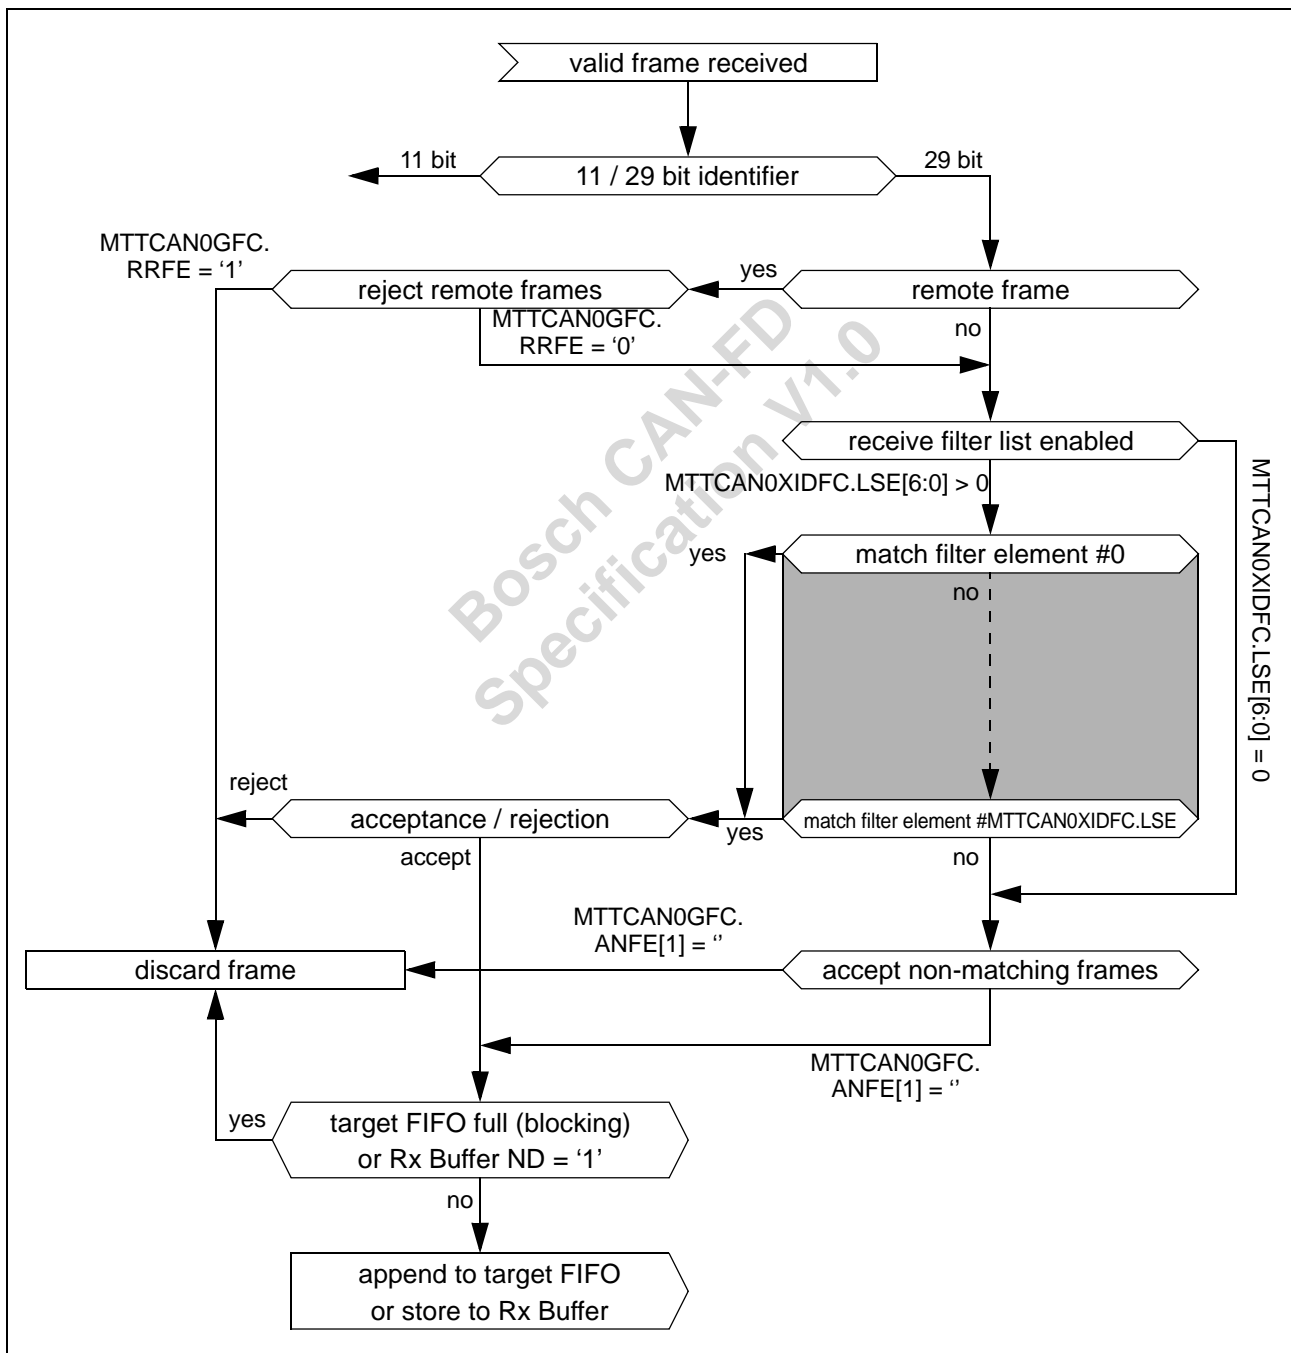 valid frame received
11 bit
11 / 29 bit identifier
29 bit
MTTCAN0GFC.
RRFE = ‘1’
reject remote frames
yes
remote frame
MTTCAN0GFC.
RRFE = ‘0’
no
receive filter list enabled
MTTCAN0XIDFC.LSE[6:0] > 0
MTTCAN0XIDFC.LSE[6:0] = 0
yes
match filter element #0
no
reject
acceptance / rejection
yes
match filter element #MTTCAN0XIDFC.LSE
accept
no
MTTCAN0GFC.
ANFE[1] = ‘’
discard frame
accept non-matching frames
MTTCAN0GFC.
ANFE[1] = ‘’
yes
target FIFO full (blocking)
or Rx Buffer ND = ‘1’
no
append to target FIFO
or store to Rx Buffer
Bosch CAN-FD
Specification V1.0